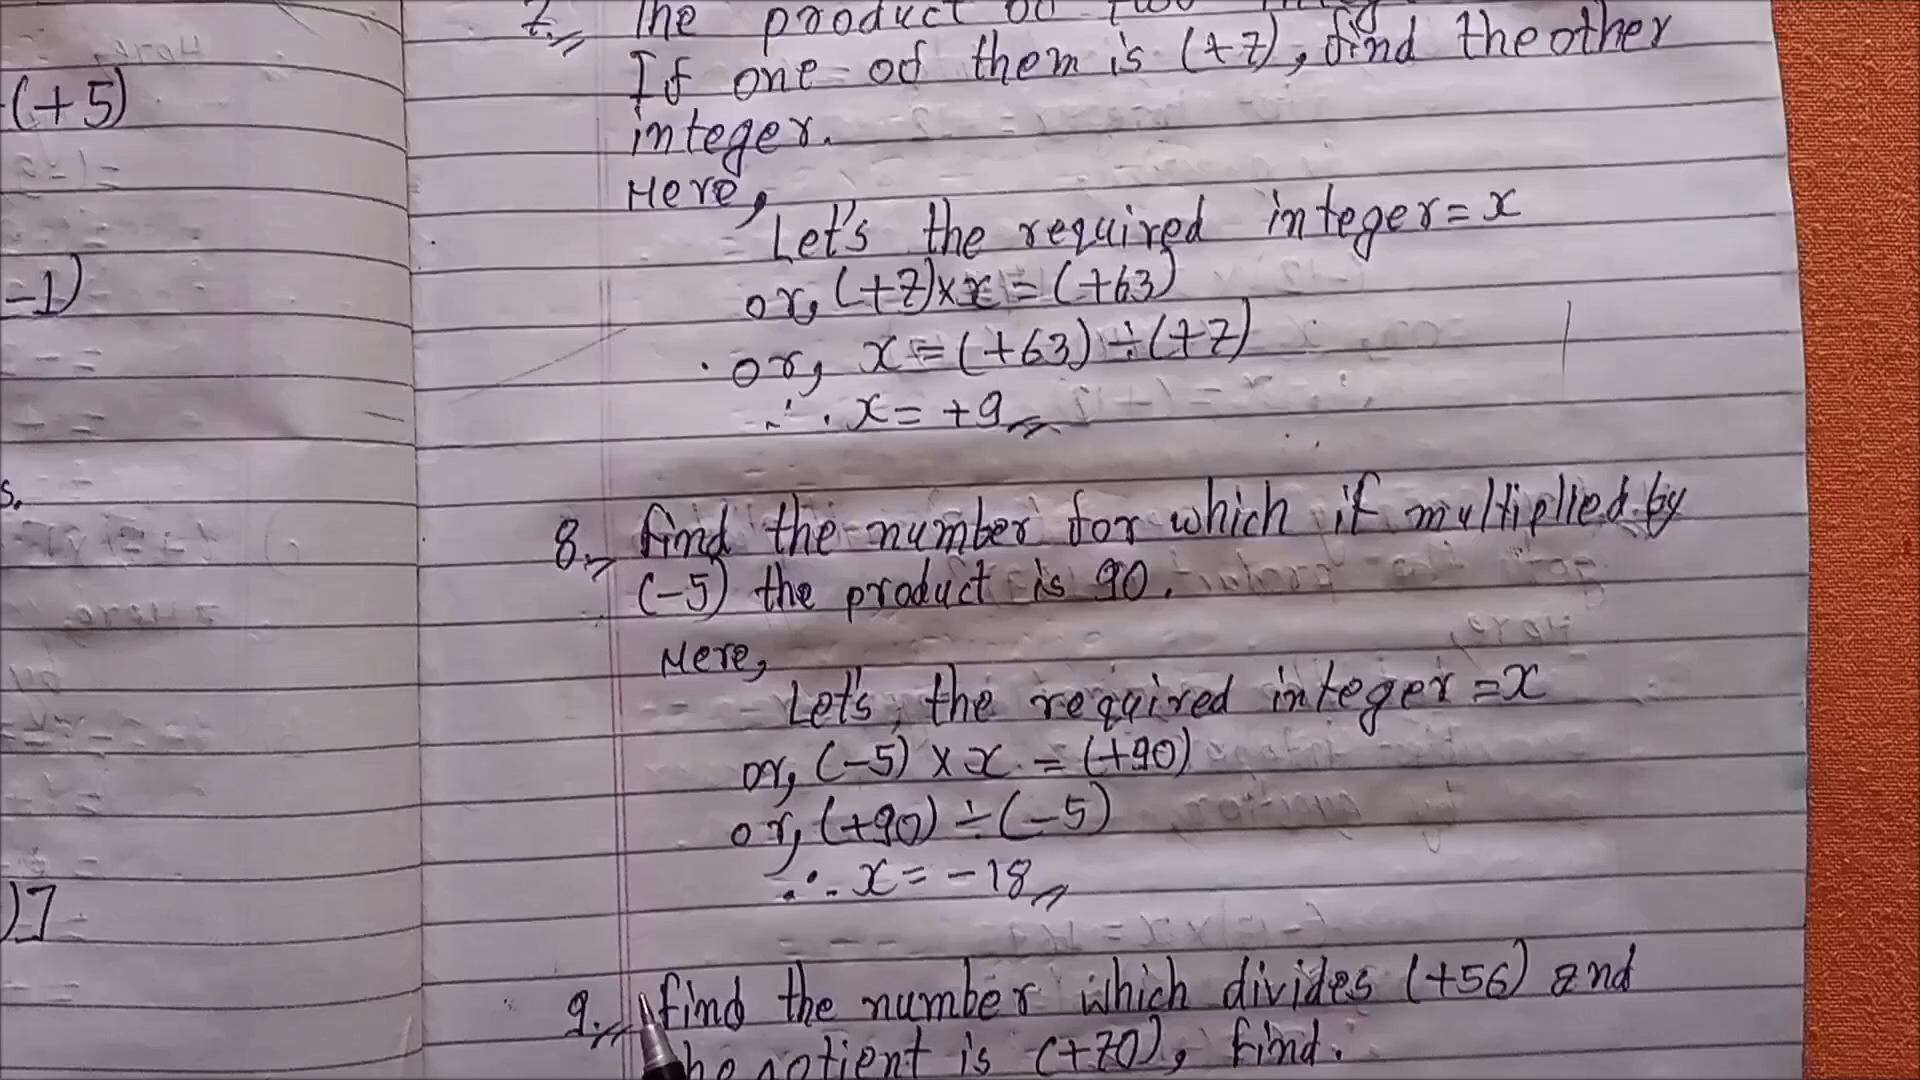 (+5)
-1)
s.
)7
7. The product of two
If one of them is (+7), find the other
integer.
Here,
Let's the required integer = x
or, (+7)×x = (+63)
or, x = (+63) ÷ (+7)
∴ x = +9
8. find the number for which if multiplied by
(-5) the product is 90.
Here,
Let's, the required integer = x
or, (-5) × x = (+90)
or, (+90) ÷ (-5)
∴ x = -18
9. find the number which divides (+56) and
is (+70), find.